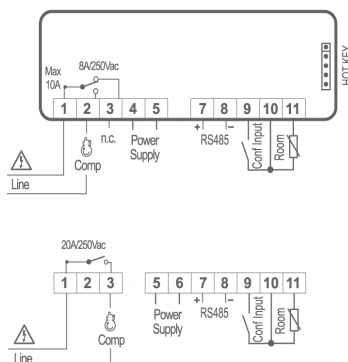 Max
10A
8A/250Vac
HOT KEY
1 2 3 4 5 7 8 9 10 11
n.c.
Power
Supply
+ –
RS485
Conf Input
Room
Comp
Line
20A/250Vac
1 2 3 5 6 7 8 9 10 11
Power
Supply
+ –
RS485
Conf Input
Room
Comp
Line